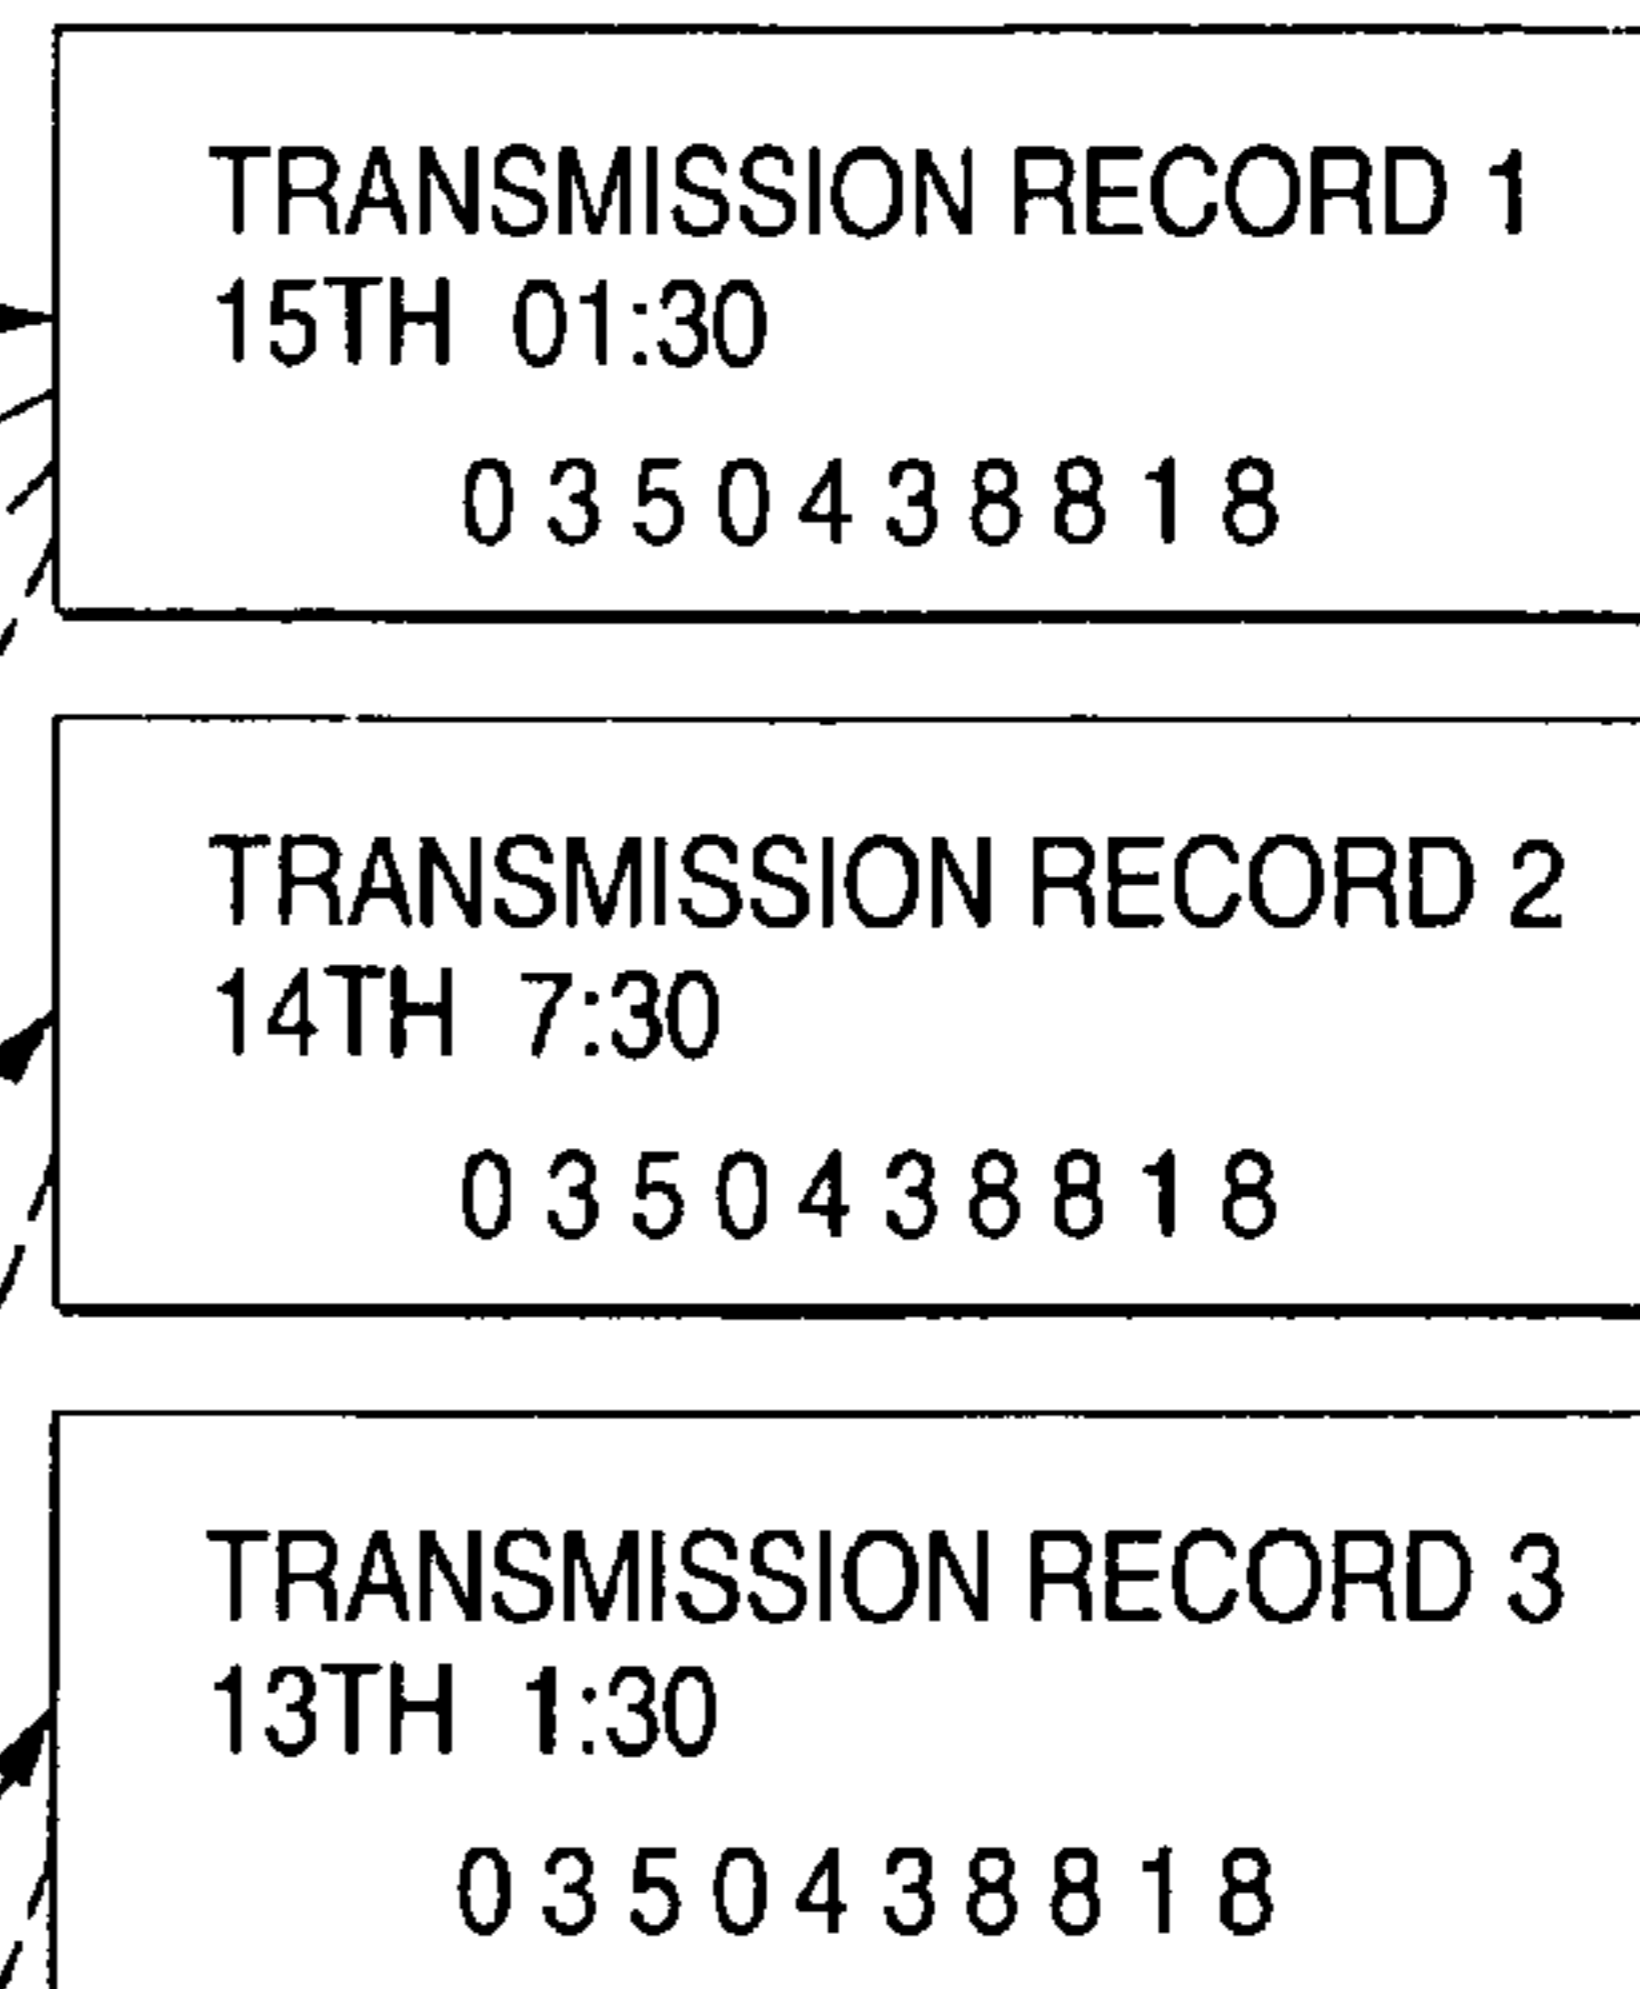 TRANSMISSION RECORD 1
15TH 01:30
0350438818
TRANSMISSION RECORD 2
14TH 7:30
0350438818
TRANSMISSION RECORD 3
13TH 1:30
0350438818